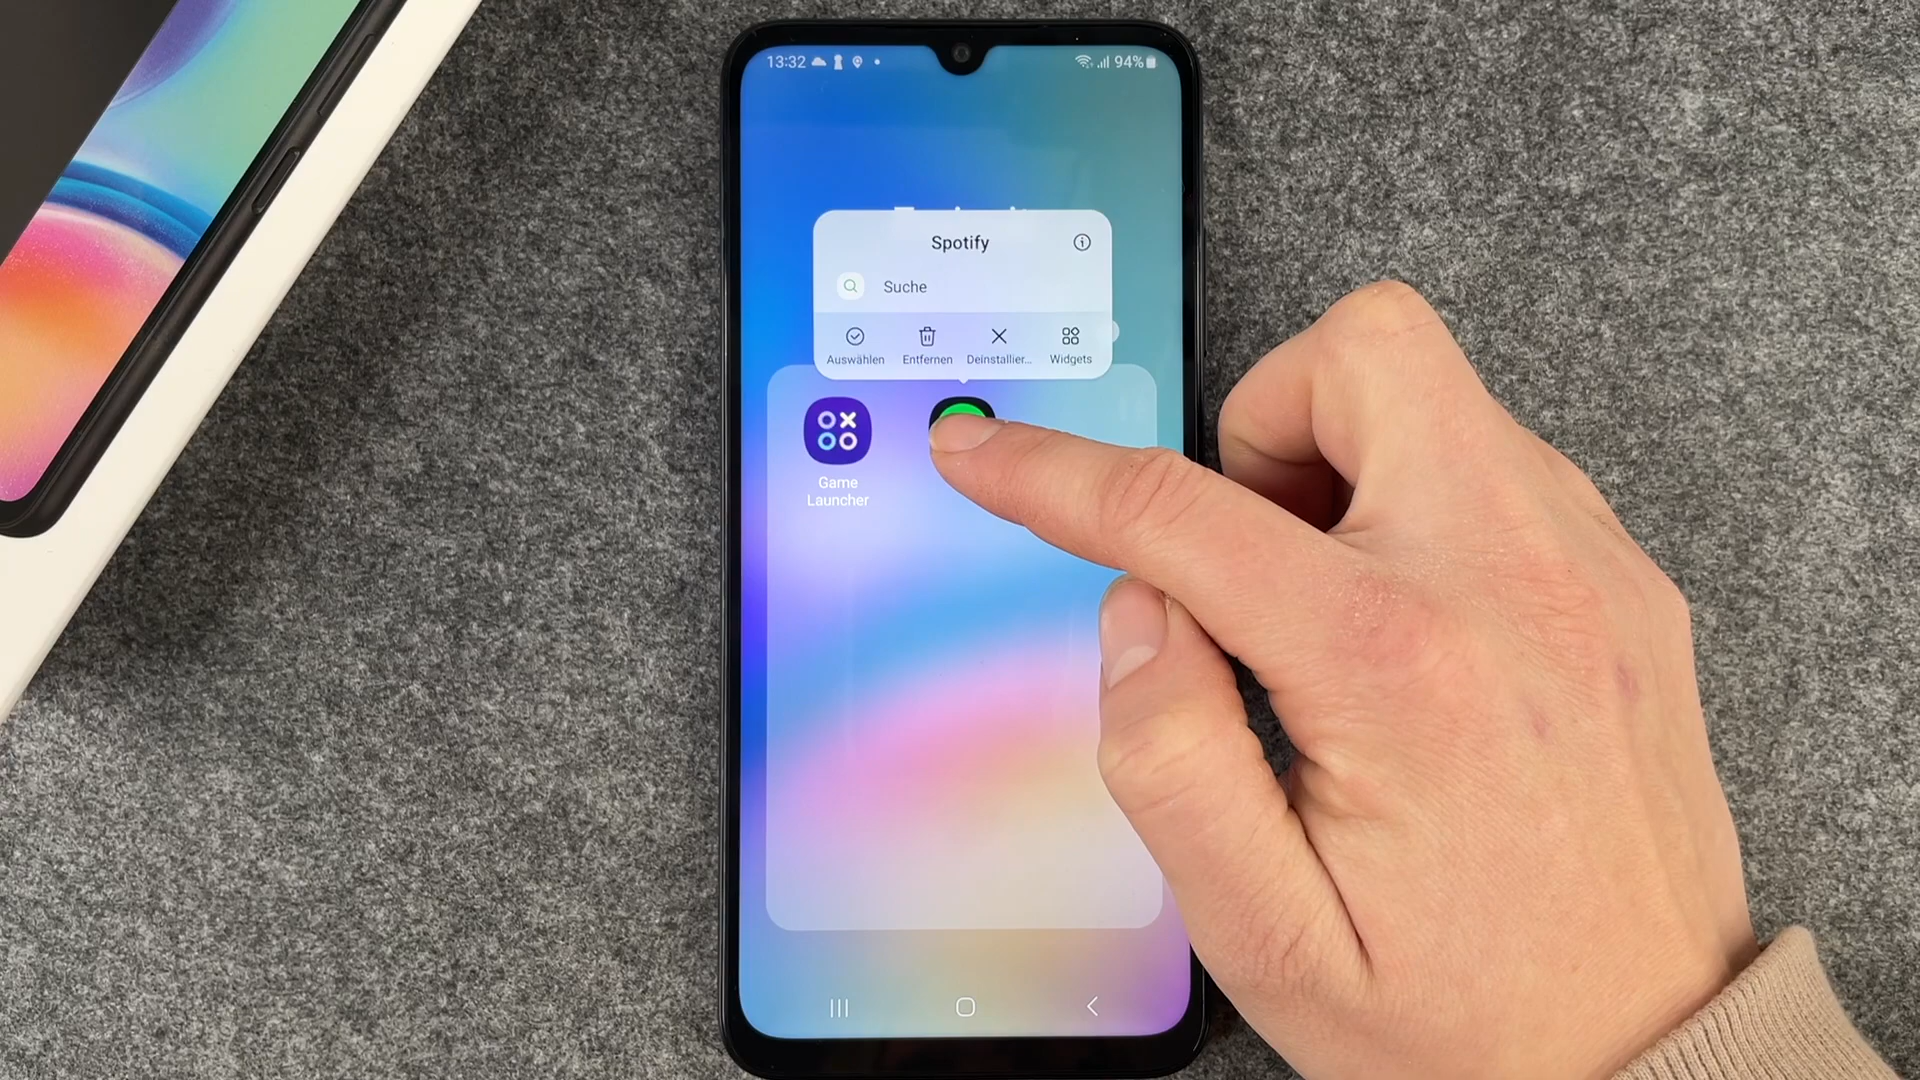 13:32
94%
Spotify
Suche
Auswählen
Entfernen
Deinstallier...
Widgets
Game
Launcher